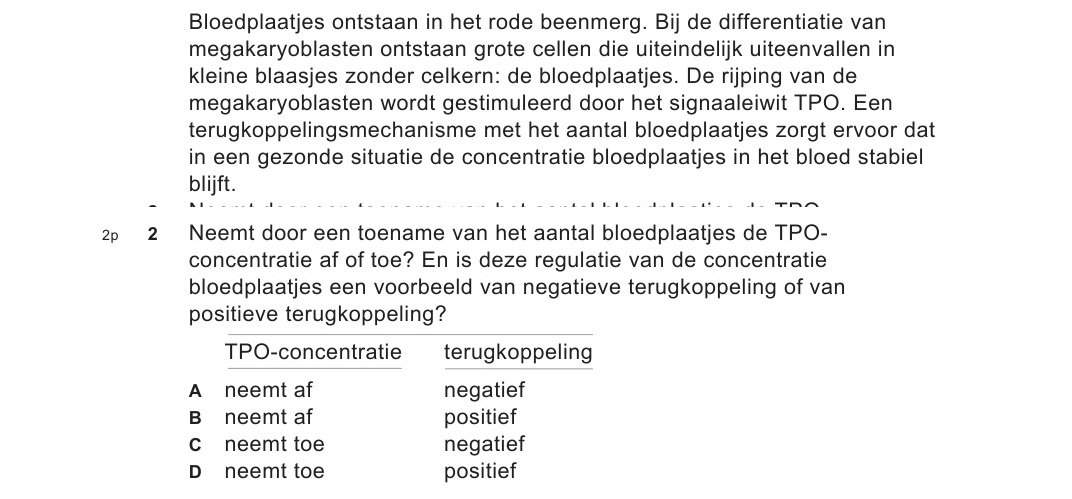 Bloedplaatjes ontstaan in het rode beenmerg. Bij de differentiatie van
megakaryoblasten ontstaan grote cellen die uiteindelijk uiteenvallen in
kleine blaasjes zonder celkern: de bloedplaatjes. De rijping van de
megakaryoblasten wordt gestimuleerd door het signaaleiwit TPO. Een
terugkoppelingsmechanisme met het aantal bloedplaatjes zorgt ervoor dat
in een gezonde situatie de concentratie bloedplaatjes in het bloed stabiel
blijft.
2p 2 Neemt door een toename van het aantal bloedplaatjes de TPO-
concentratie af of toe? En is deze regulatie van de concentratie
bloedplaatjes een voorbeeld van negatieve terugkoppeling of van
positieve terugkoppeling?
TPO-concentratie terugkoppeling
A neemt af negatief
B neemt af positief
C neemt toe negatief
D neemt toe positief